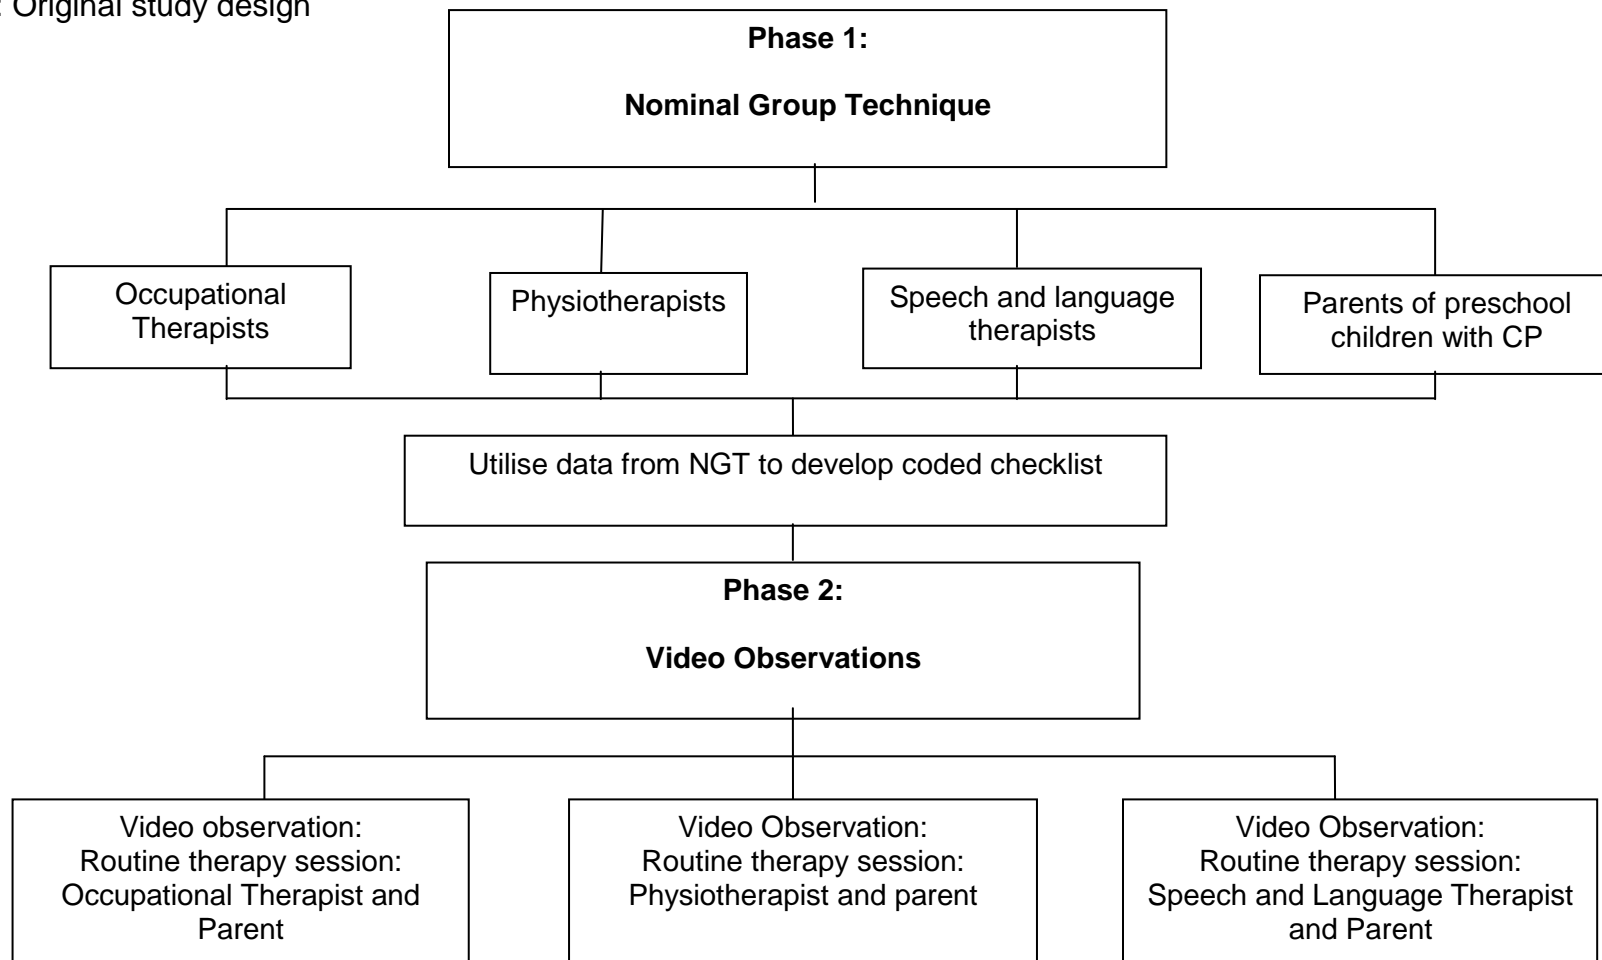 : Original study design
Phase 1:
Nominal Group Technique
Occupational
Therapists
Physiotherapists
Speech and language
therapists
Parents of preschool
children with CP
Utilise data from NGT to develop coded checklist
Phase 2:
Video Observations
Video observation:
Routine therapy session:
Occupational Therapist and
Parent
Video Observation:
Routine therapy session:
Physiotherapist and parent
Video Observation:
Routine therapy session:
Speech and Language Therapist
and Parent